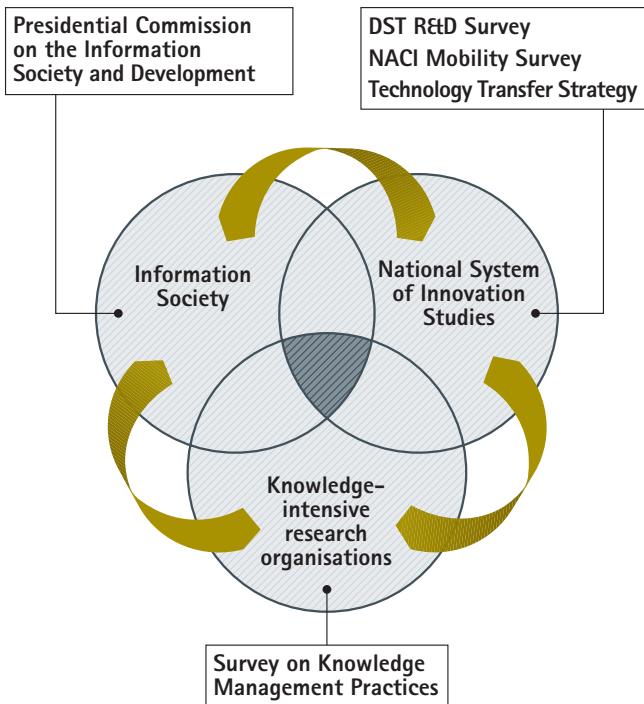 Presidential Commission
on the Information
Society and Development
DST R&D Survey
NACI Mobility Survey
Technology Transfer Strategy
Information
Society
National System
of Innovation
Studies
Knowledge-
intensive
research
organisations
Survey on Knowledge
Management Practices